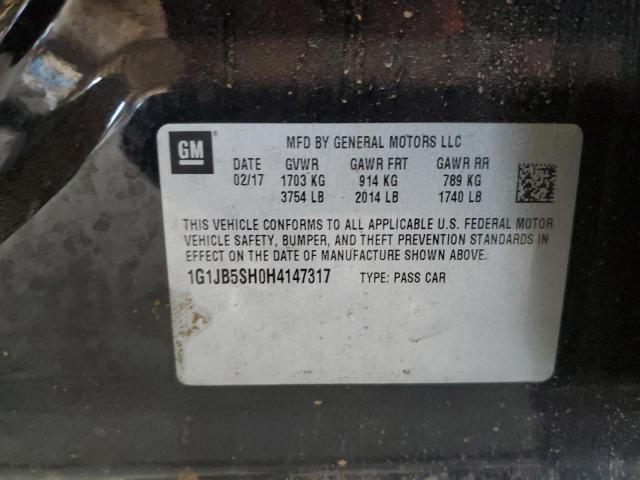 GM
MFD BY GENERAL MOTORS LLC
DATE GVWR GAWR FRT GAWR RR
02/17 1703 KG 914 KG 789 KG
3754 LB 2014 LB 1740 LB
THIS VEHICLE CONFORMS TO ALL APPLICABLE U.S. FEDERAL MOTOR
VEHICLE SAFETY, BUMPER, AND THEFT PREVENTION STANDARDS IN
EFFECT ON THE DATE OF MANUFACTURE SHOWN ABOVE.
1G1JB5SH0H4147317 TYPE: PASS CAR